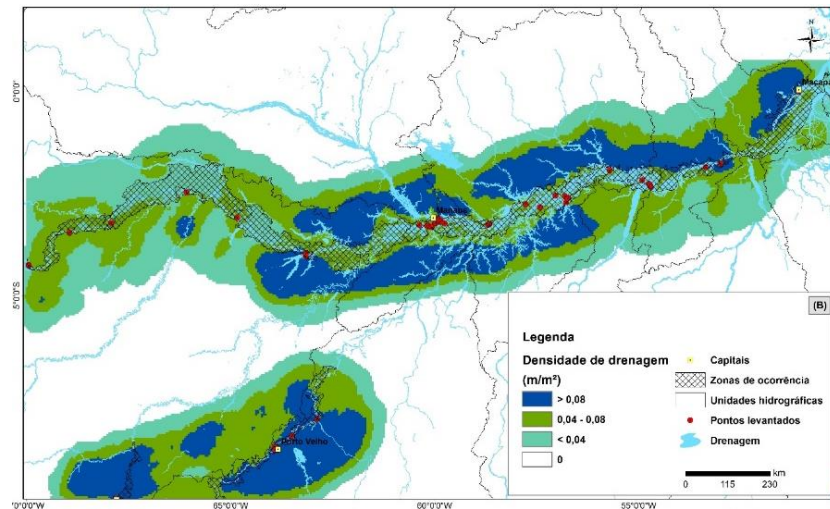 N
0°0'0"
Macapá
Manaus
5°0'0"S
Porto Velho
(B)
Legenda
Densidade de drenagem
(m/m²)
> 0,08
0,04 - 0,08
< 0,04
0
Capitais
Zonas de ocorrência
Unidades hidrográficas
Pontos levantados
Drenagem
km
0 115 230
65°0'0"W
60°0'0"W
55°0'0"W